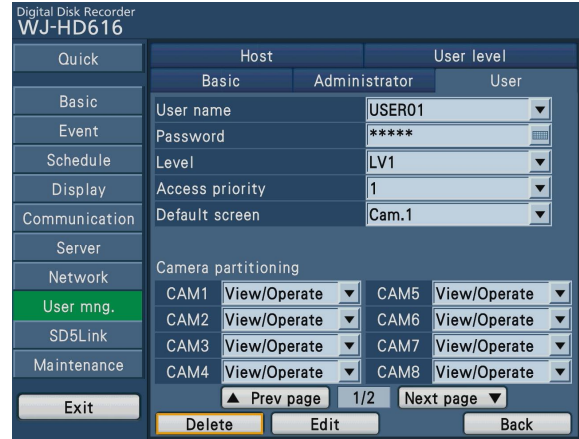 Digital Disk Recorder
WJ-HD616
Quick
Basic
Event
Schedule
Display
Communication
Server
Network
User mng.
SD5Link
Maintenance
Exit
Host User level
Basic Administrator User
User name USER01 ▼
Password *****
Level LV1 ▼
Access priority 1 ▼
Default screen Cam.1 ▼
Camera partitioning
CAM1 View/Operate ▼ CAM5 View/Operate ▼
CAM2 View/Operate ▼ CAM6 View/Operate ▼
CAM3 View/Operate ▼ CAM7 View/Operate ▼
CAM4 View/Operate ▼ CAM8 View/Operate ▼
▲ Prev page 1/2 Next page ▼
Delete Edit Back